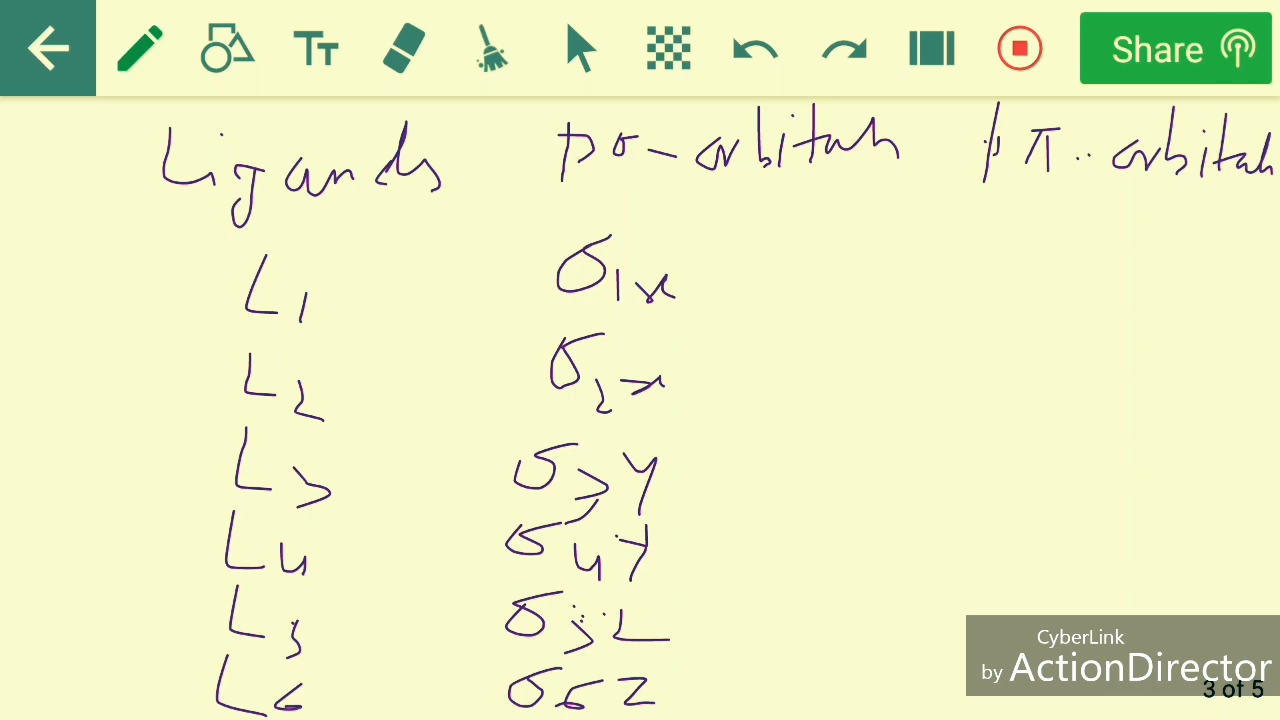 Share
Ligands pσ-orbitals pπ-orbitals
L1 σ1x
L2 σ2x
L3 σ3y
L4 σ4y
L5 σ5z
L6 σ6z
CyberLink
by ActionDirector
3 of 5